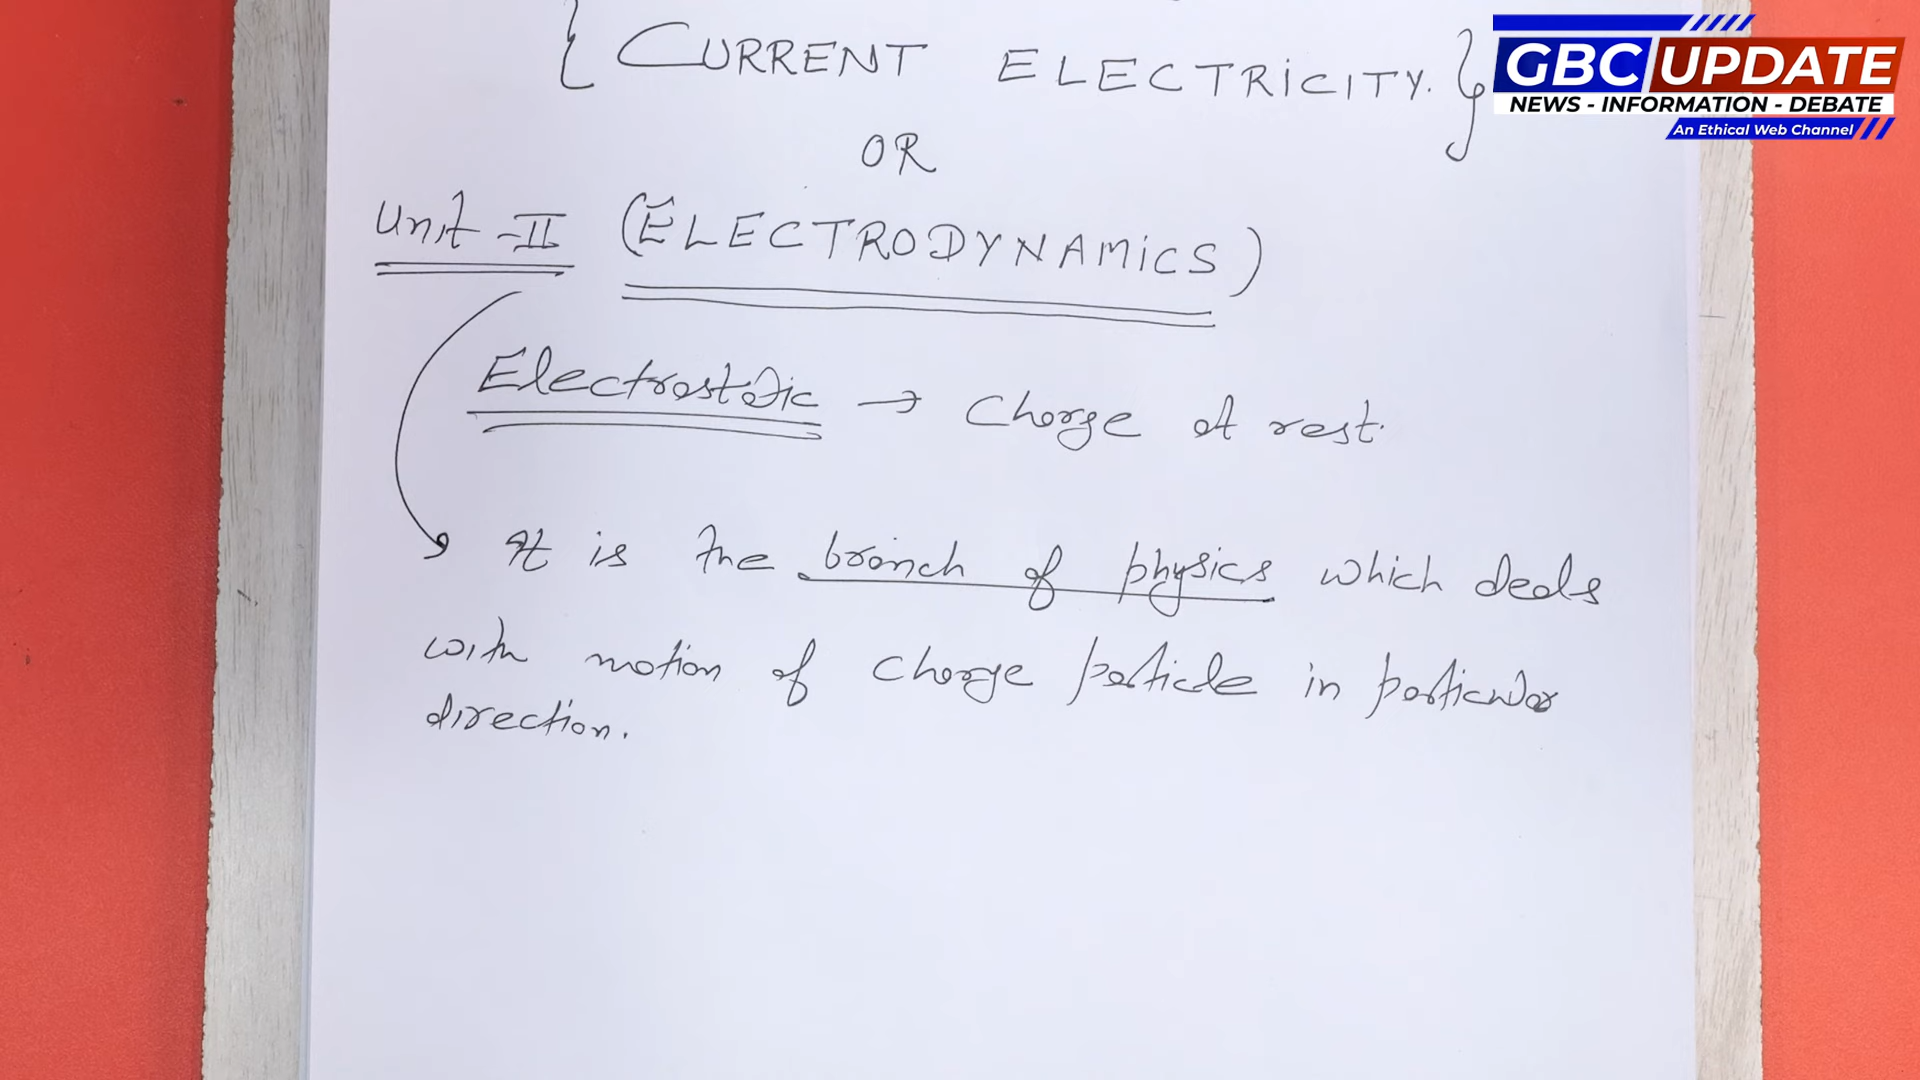 { CURRENT ELECTRICITY. }
OR
Unit-II (ELECTRODYNAMICS)
Electrostatic → Charge at rest.
It is the branch of physics which deals
with motion of charge particle in particular
direction.
GBC UPDATE
NEWS - INFORMATION - DEBATE
An Ethical Web Channel